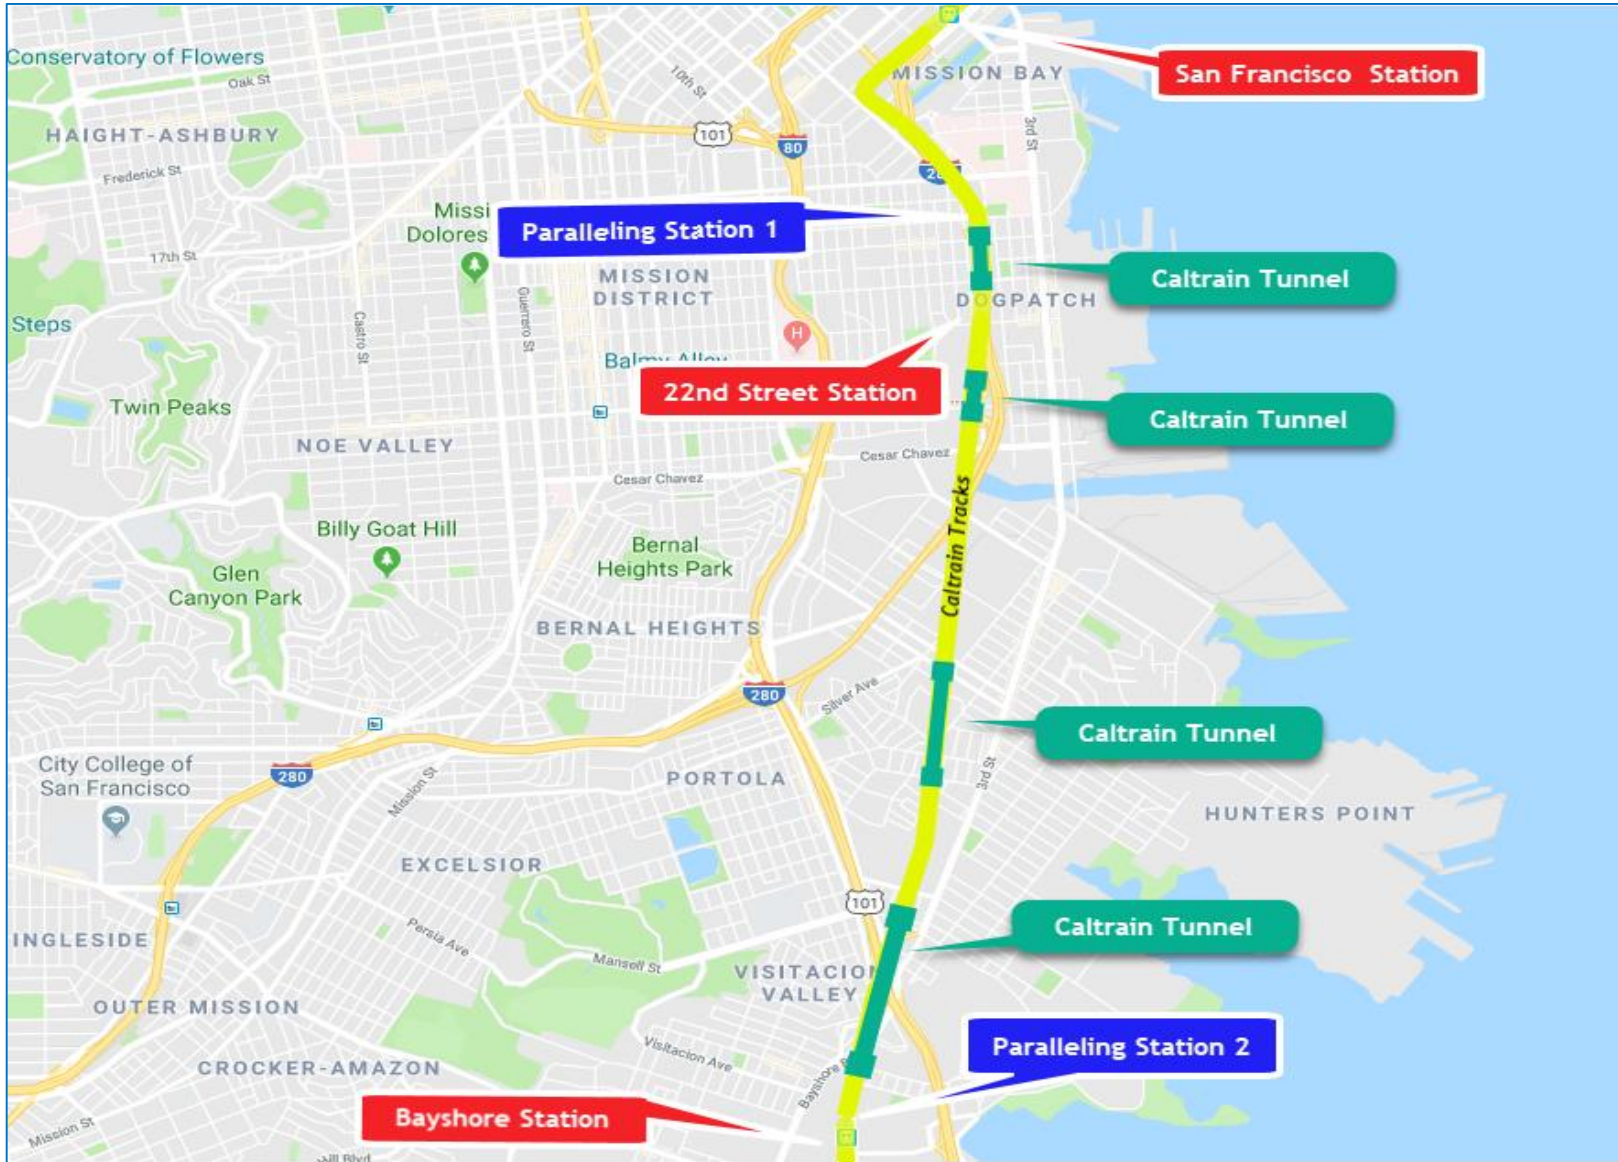 Conservatory of Flowers
Oak St
10th St
MISSION BAY
San Francisco Station
HAIGHT-ASHBURY
101
80
3rd St
Frederick St
Missi
Dolores
Paralleling Station 1
17th St
MISSION
DISTRICT
Caltrain Tunnel
DOGPATCH
Guerrero St
Castro St
Steps
Balmy Alley
H
22nd Street Station
Caltrain Tunnel
Twin Peaks
NOE VALLEY
Cesar Chavez
Cesar Chavez
Caltrain Tracks
Billy Goat Hill
Bernal
Heights Park
Glen
Canyon Park
BERNAL HEIGHTS
280
Silver Ave
Caltrain Tunnel
City College of
San Francisco
280
Mission St
PORTOLA
3rd St
HUNTERS POINT
EXCELSIOR
101
Persia Ave
Caltrain Tunnel
INGLESIDE
Mansell St
VISITACION
VALLEY
OUTER MISSION
Visitacion Ave
Paralleling Station 2
CROCKER-AMAZON
Bayshore
Bayshore Station
Mission St